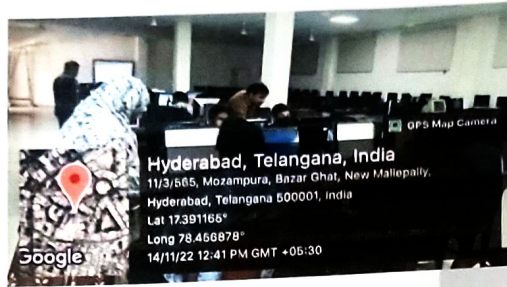 GPS Map Camera
Hyderabad, Telangana, India
11/3/565, Mozampura, Bazar Ghat, New Mallepally,
Hyderabad, Telangana 500001, India
Lat 17.391165°
Long 78.456878°
14/11/22 12:41 PM GMT +05:30
Google